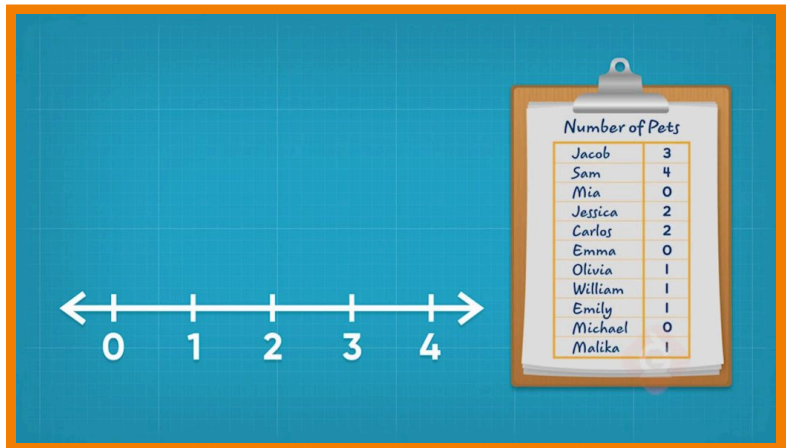 Number of Pets
Jacob 3
Sam 4
Mia 0
Jessica 2
Carlos 2
Emma 0
Olivia 1
William 1
Emily 1
Michael 0
Malika 1
0 1 2 3 4